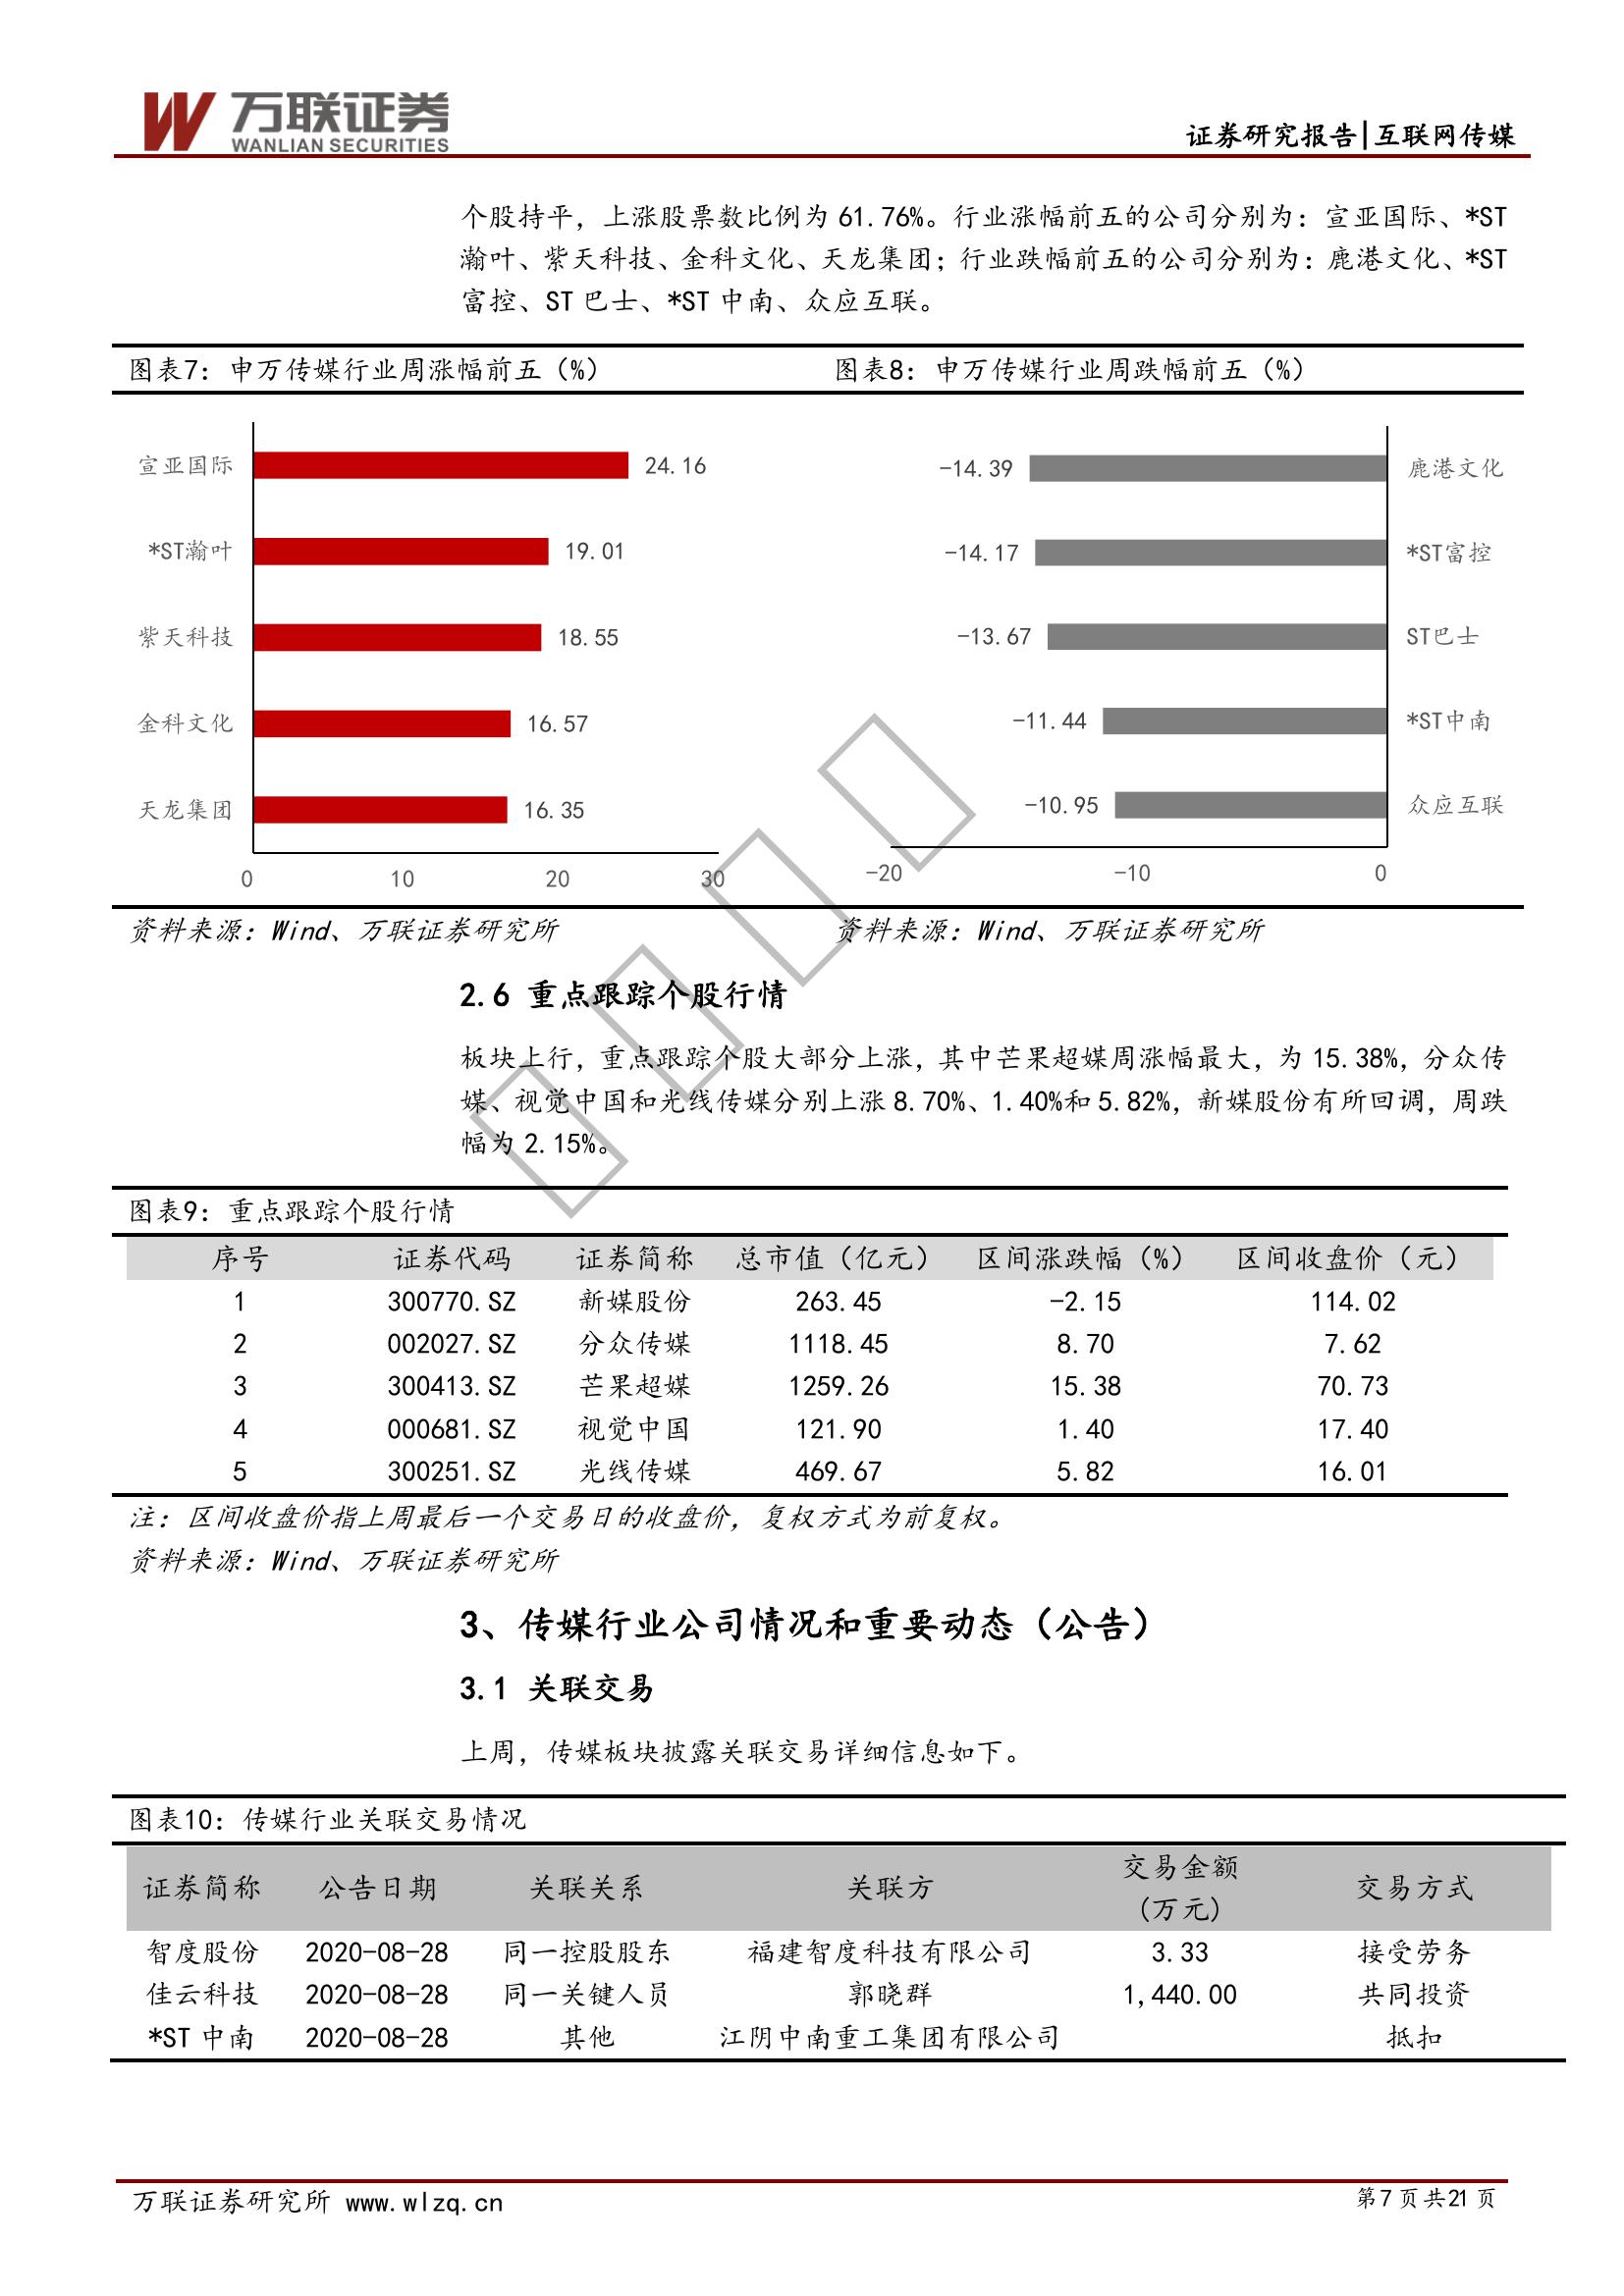 万联证券
WANLIAN SECURITIES
证券研究报告|互联网传媒
个股持平，上涨股票数比例为 61.76%。行业涨幅前五的公司分别为：宣亚国际、*ST
瀚叶、紫天科技、金科文化、天龙集团；行业跌幅前五的公司分别为：鹿港文化、*ST
富控、ST 巴士、*ST 中南、众应互联。
图表7：申万传媒行业周涨幅前五（%）
宣亚国际 24.16
*ST瀚叶 19.01
紫天科技 18.55
金科文化 16.57
天龙集团 16.35
0 10 20 30
资料来源：Wind、万联证券研究所
图表8：申万传媒行业周跌幅前五（%）
-14.39 鹿港文化
-14.17 *ST富控
-13.67 ST巴士
-11.44 *ST中南
-10.95 众应互联
-20 -10 0
资料来源：Wind、万联证券研究所
2.6 重点跟踪个股行情
板块上行，重点跟踪个股大部分上涨，其中芒果超媒周涨幅最大，为 15.38%，分众传
媒、视觉中国和光线传媒分别上涨 8.70%、1.40%和 5.82%，新媒股份有所回调，周跌
幅为 2.15%。
图表9：重点跟踪个股行情
序号 证券代码 证券简称 总市值（亿元） 区间涨跌幅（%） 区间收盘价（元）
1 300770.SZ 新媒股份 263.45 -2.15 114.02
2 002027.SZ 分众传媒 1118.45 8.70 7.62
3 300413.SZ 芒果超媒 1259.26 15.38 70.73
4 000681.SZ 视觉中国 121.90 1.40 17.40
5 300251.SZ 光线传媒 469.67 5.82 16.01
注：区间收盘价指上周最后一个交易日的收盘价，复权方式为前复权。
资料来源：Wind、万联证券研究所
3、传媒行业公司情况和重要动态（公告）
3.1 关联交易
上周，传媒板块披露关联交易详细信息如下。
图表10：传媒行业关联交易情况
证券简称 公告日期 关联关系 关联方 交易金额 交易方式
(万元)
智度股份 2020-08-28 同一控股股东 福建智度科技有限公司 3.33 接受劳务
佳云科技 2020-08-28 同一关键人员 郭晓群 1,440.00 共同投资
*ST 中南 2020-08-28 其他 江阴中南重工集团有限公司 抵扣
万联证券研究所 www.wlzq.cn
第 7 页 共 21 页